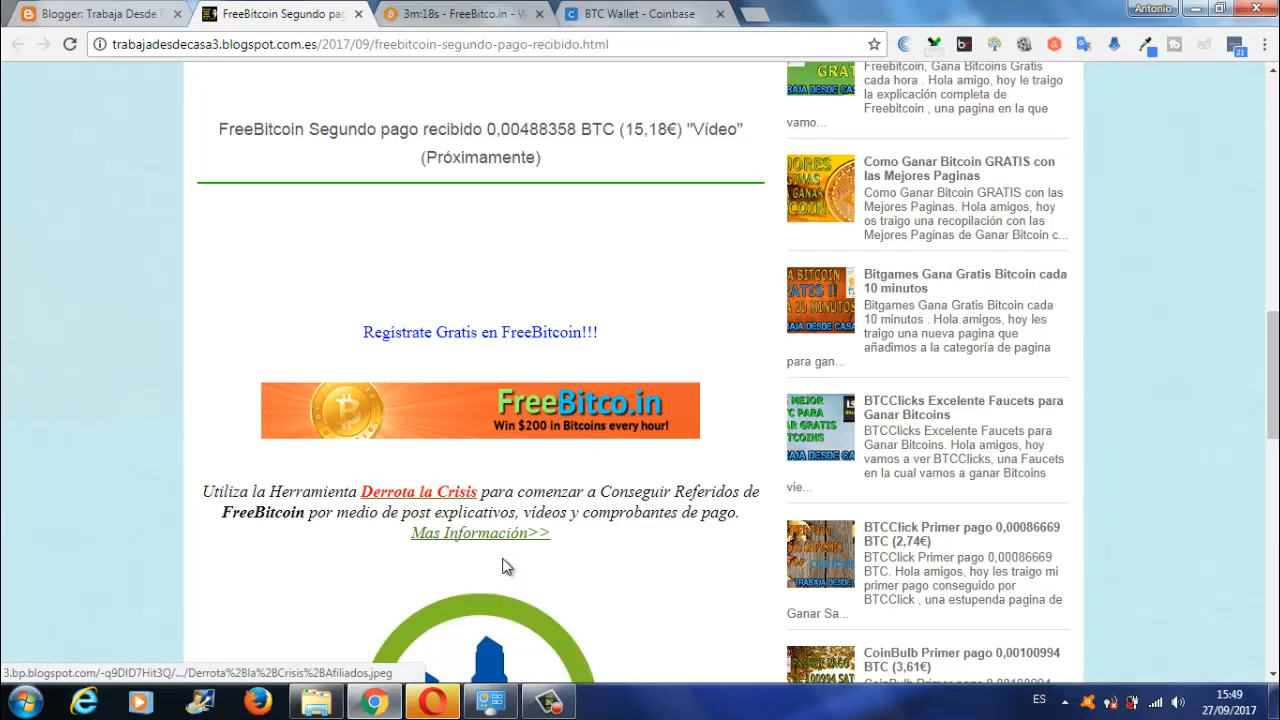 Blogger: Trabaja Desde C
FreeBitcoin Segundo pag
3m:18s - FreeBitco.in - W
BTC Wallet - Coinbase
Antonio
trabajadesdecasa3.blogspot.com.es/2017/09/freebitcoin-segundo-pago-recibido.html
21
FreeBitcoin Segundo pago recibido 0,00488358 BTC (15,18€) "Vídeo"
(Próximamente)
Registrate Gratis en FreeBitcoin!!!
FreeBitco.in
Win $200 in Bitcoins every hour!
Utiliza la Herramienta Derrota la Crisis para comenzar a Conseguir Referidos de
FreeBitcoin por medio de post explicativos, vídeos y comprobantes de pago.
Mas Información>>
GRATI
BAJA DESDE CASA
Freebitcoin, Gana Bitcoins Gratis
cada hora . Hola amigo, hoy le traigo
la explicación completa de
Freebitcoin , una pagina en la que
vamo...
Como Ganar Bitcoin GRATIS con
las Mejores Paginas
Como Ganar Bitcoin GRATIS con las
Mejores Paginas. Hola amigos, hoy
os traigo una recopilación con las
Mejores Paginas de Ganar Bitcoin c...
Bitgames Gana Gratis Bitcoin cada
10 minutos
Bitgames Gana Gratis Bitcoin cada
10 minutos . Hola amigo, hoy les
traigo una nueva pagina que
añadimos a la categoría de pagina
para gan...
BTCClicks Excelente Faucets para
Ganar Bitcoins
BTCClicks Excelente Faucets para
Ganar Bitcoins. Hola amigo, hoy
vamos a ver BTCClicks, una Faucets
en la cual vamos a ganar Bitcoins
vie...
BTCClick Primer pago 0,00086669
BTC (2,74€)
BTCClick Primer pago 0,00086669
BTC. Hola amigos, hoy les traigo mi
primer pago conseguido por
BTCClick , una estupenda pagina de
Ganar Sa...
CoinBulb Primer pago 0,00100994
BTC (3,61€)
3.bp.blogspot.com/-q9DID7Hit3Q/.../Derrota%2BIa%2BCrisis%2BAfiliados.jpeg
ES
15:49
27/09/2017